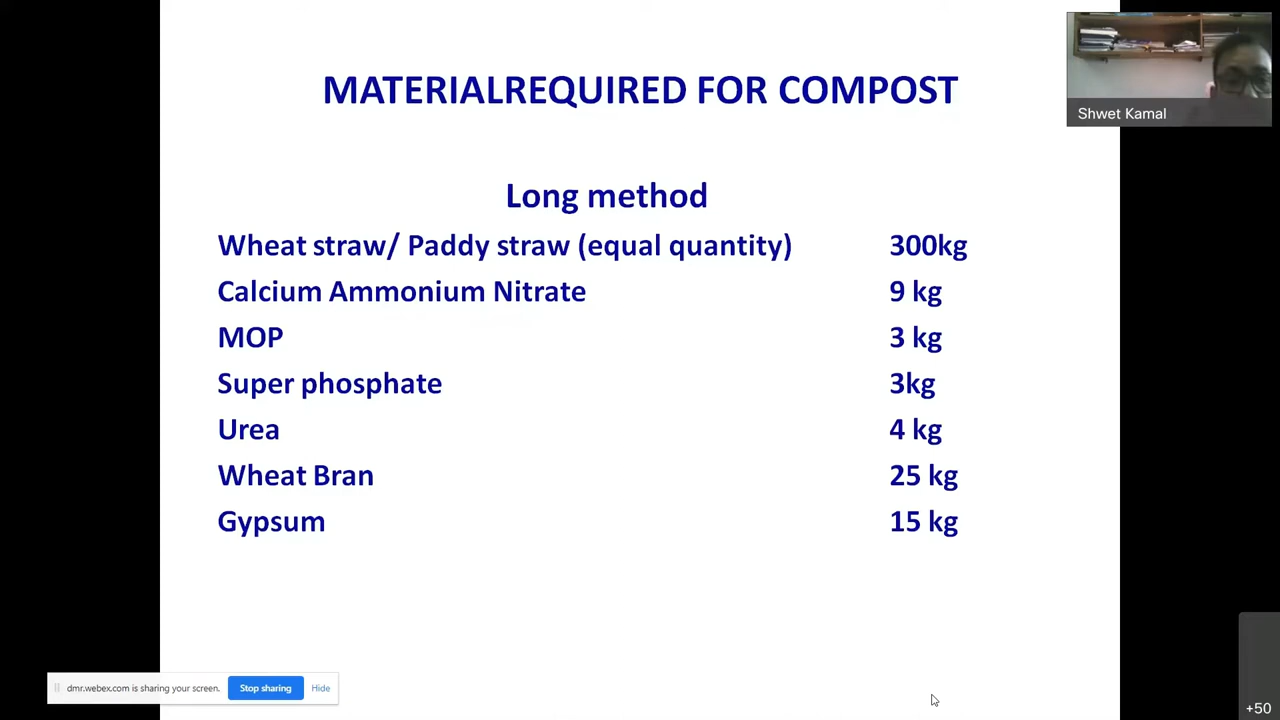 MATERIALREQUIRED FOR COMPOST
Shwet Kamal
Long method
Wheat straw/ Paddy straw (equal quantity) 300kg
Calcium Ammonium Nitrate 9 kg
MOP 3 kg
Super phosphate 3kg
Urea 4 kg
Wheat Bran 25 kg
Gypsum 15 kg
dmr.webex.com is sharing your screen. Stop sharing Hide
+50